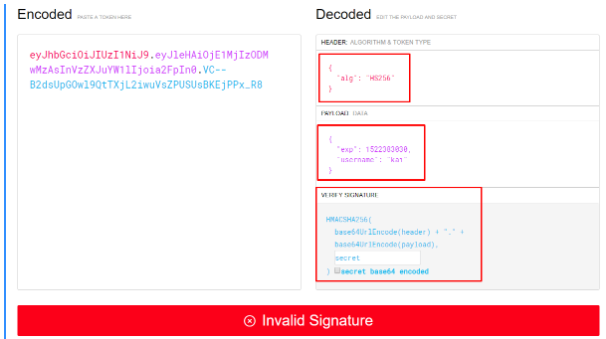 Encoded PASTE A TOKEN HERE
eyJhbGciOiJIUzI1NiJ9.eyJleHAiOjE1MjIzODM
wMzAsInVzZXJuYW1lIjoia2FpIn0.VC--
B2dsUpGOwl9QtTXjL2iwuVsZPUSUsBKEjPPx_R8
Decoded EDIT THE PAYLOAD AND SECRET
HEADER: ALGORITHM & TOKEN TYPE
{
"alg": "HS256"
}
PAYLOAD: DATA
{
"exp": 1522383030,
"username": "kai"
}
VERIFY SIGNATURE
HMACSHA256(
base64UrlEncode(header) + "." +
base64UrlEncode(payload),
secret
) secret base64 encoded
Invalid Signature